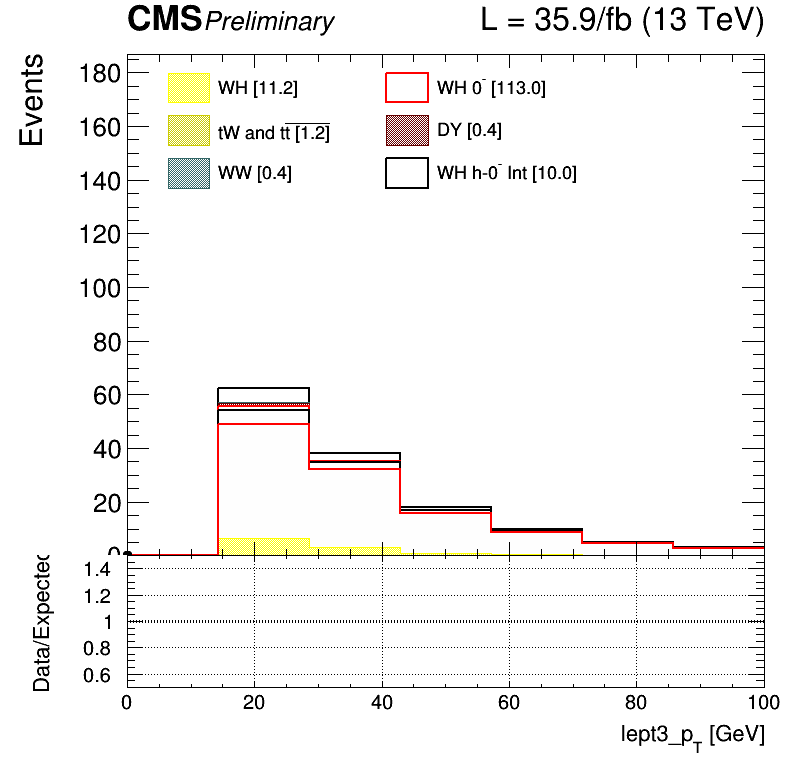 CMS Preliminary L = 35.9/fb (13 TeV)
Events
180
160
140
120
100
80
60
40
20
0
WH [11.2]
WH 0⁻ [113.0]
tW and tt̄ [1.2]
DY [0.4]
WW [0.4]
WH h-0⁻ Int [10.0]
Data/Expected
1.4
1.2
1
0.8
0.6
0 20 40 60 80 100
lept3_p_T [GeV]